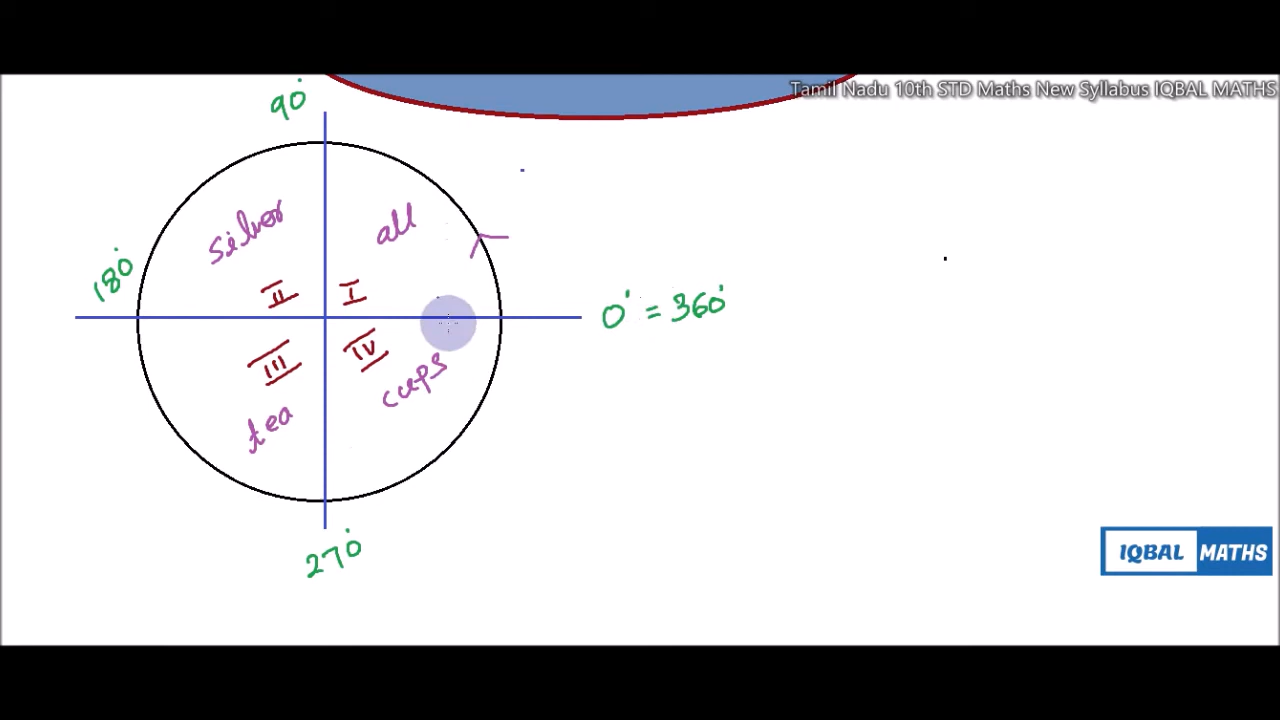 Tamil Nadu 10th STD Maths New Syllabus IQBAL MATHS
90°
silver
all
180°
II
I
0° = 360°
III
IV
tea
cups
270°
IQBAL MATHS